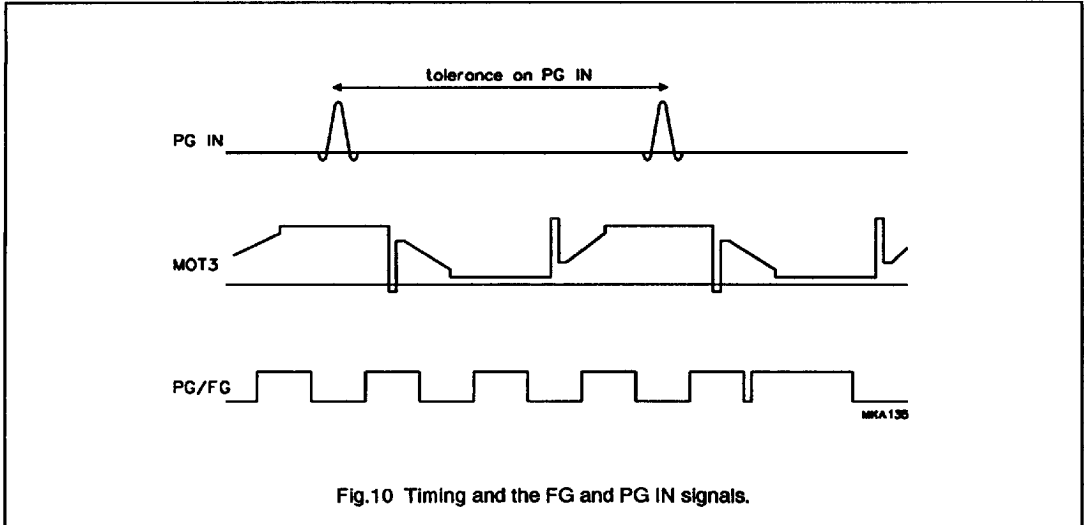 tolerance on PG IN
PG IN
MOT3
PG/FG
MKA135
Fig.10 Timing and the FG and PG IN signals.